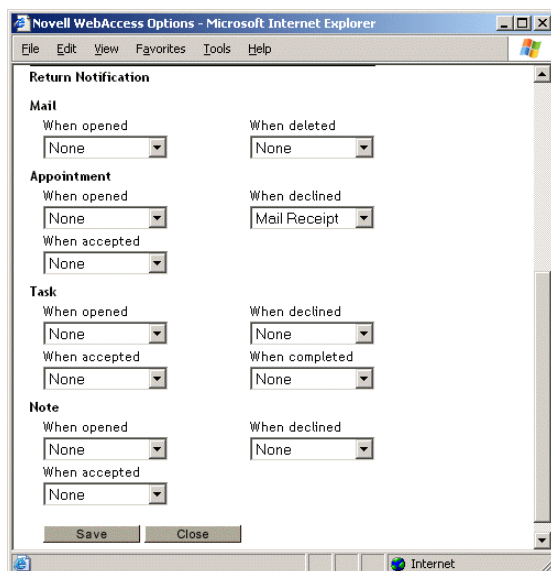 Novell WebAccess Options - Microsoft Internet Explorer
File Edit View Favorites Tools Help
Return Notification
Mail
When opened When deleted
None None
Appointment
When opened When declined
None Mail Receipt
When accepted
None
Task
When opened When declined
None None
When accepted When completed
None None
Note
When opened When declined
None None
When accepted
None
Save Close
Internet